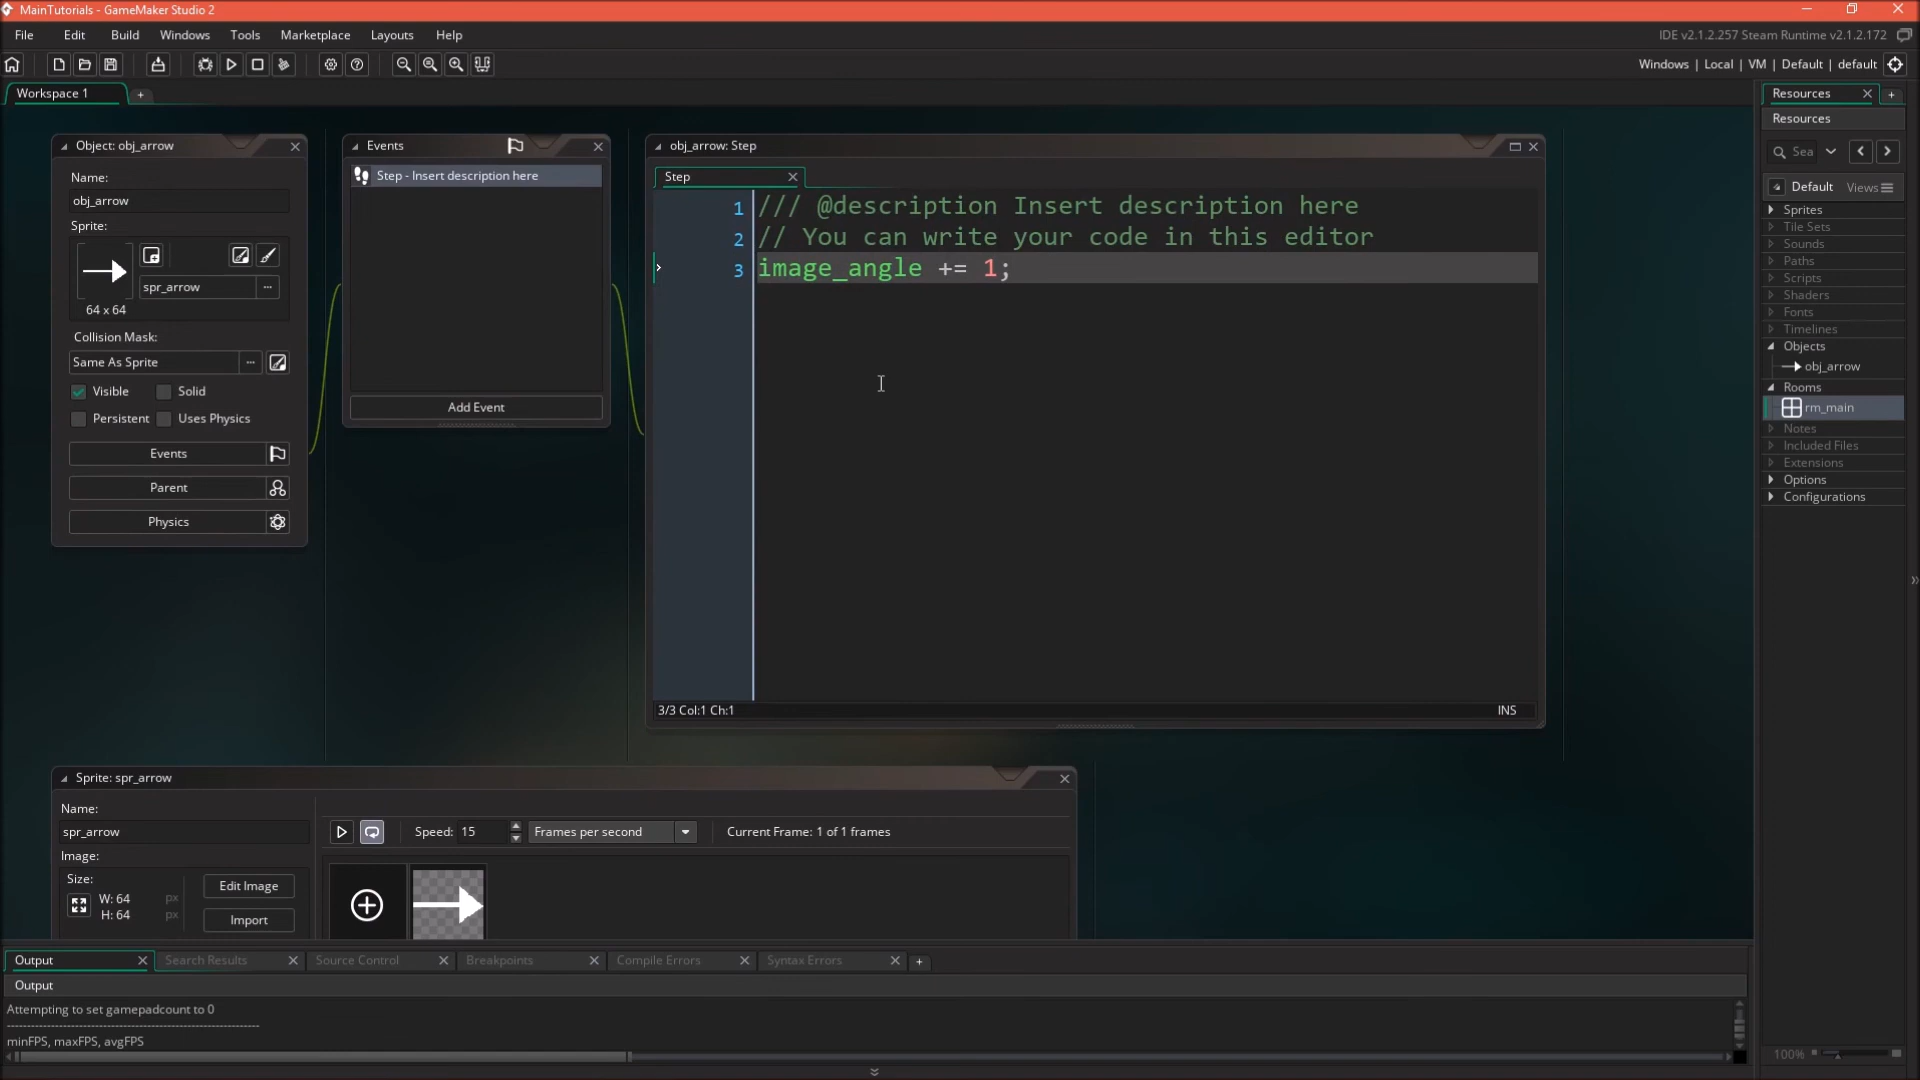 MainTutorials - GameMaker Studio 2
File Edit Build Windows Tools Marketplace Layouts Help
IDE v2.1.2.257 Steam Runtime v2.1.2.172
Windows | Local | VM | Default | default
Workspace 1
Resources
Resources
Sea
Default Views
Sprites
Tile Sets
Sounds
Paths
Scripts
Shaders
Fonts
Timelines
Objects
obj_arrow
Rooms
rm_main
Notes
Included Files
Extensions
Options
Configurations
Object: obj_arrow
Name:
obj_arrow
Sprite:
spr_arrow
64 x 64
Collision Mask:
Same As Sprite
Visible Solid
Persistent Uses Physics
Events
Parent
Physics
Events
Step - Insert description here
Add Event
obj_arrow: Step
Step
1 /// @description Insert description here
2 // You can write your code in this editor
3 image_angle += 1;
3/3 Col:1 Ch:1 INS
Sprite: spr_arrow
Name:
spr_arrow
Image:
Size:
W: 64 px
H: 64 px
Edit Image
Import
Speed: 15 Frames per second Current Frame: 1 of 1 frames
Output Search Results Source Control Breakpoints Compile Errors Syntax Errors
Output
Attempting to set gamepadcount to 0
----------------------------------------------------------------
minFPS, maxFPS, avgFPS
100%